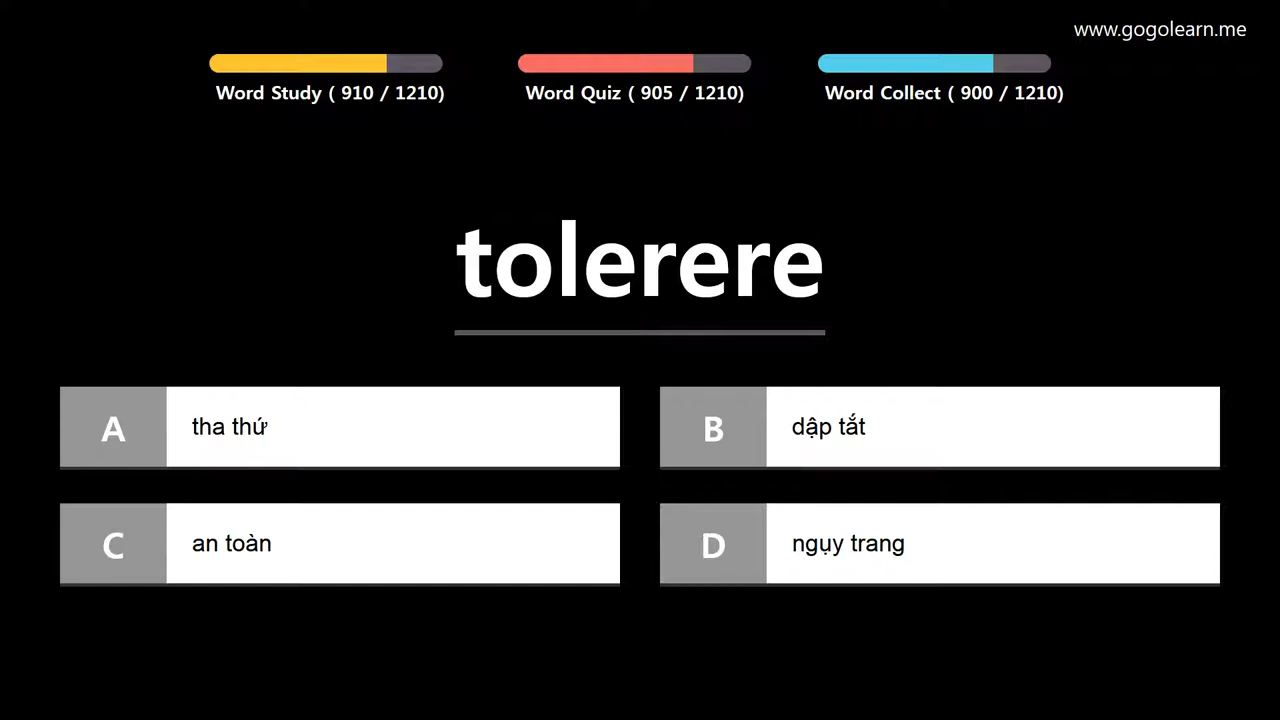 www.gogolearn.me
Word Study ( 910 / 1210)
Word Quiz ( 905 / 1210)
Word Collect ( 900 / 1210)
tolerere
A
tha thứ
B
dập tắt
C
an toàn
D
ngụy trang